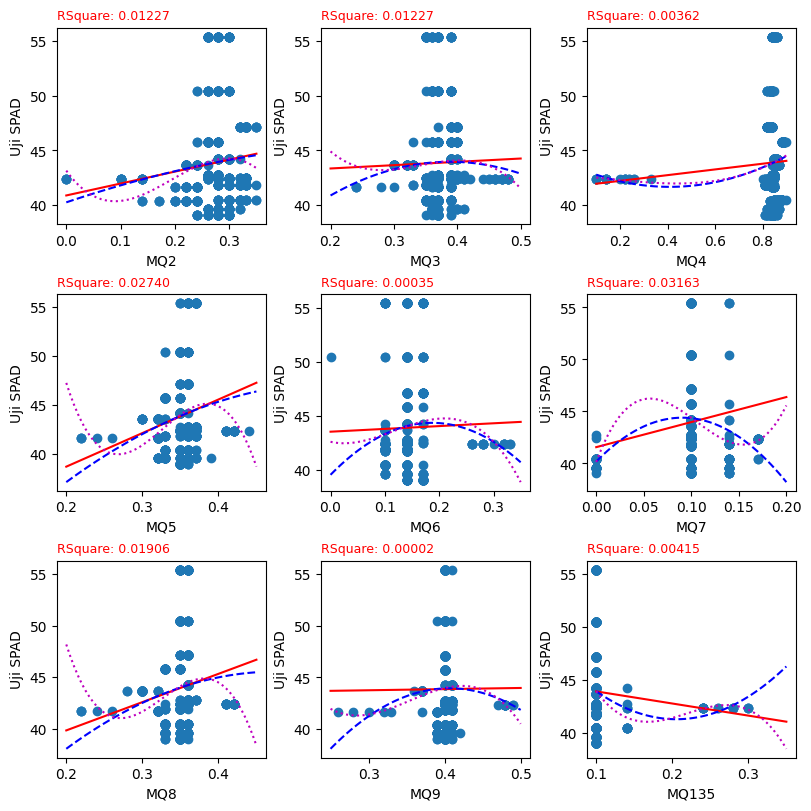 RSquare: 0.01227 RSquare: 0.01227 RSquare: 0.00362
55 55 55
50 50 50
45 45 45
40 40 40
Uji SPAD Uji SPAD Uji SPAD
0.0 0.1 0.2 0.3 0.2 0.3 0.4 0.5 0.2 0.4 0.6 0.8
MQ2 MQ3 MQ4
RSquare: 0.02740 RSquare: 0.00035 RSquare: 0.03163
55 55 55
50 50 50
45 45 45
40 40 40
Uji SPAD Uji SPAD Uji SPAD
0.2 0.3 0.4 0.0 0.1 0.2 0.3 0.00 0.05 0.10 0.15 0.20
MQ5 MQ6 MQ7
RSquare: 0.01906 RSquare: 0.00002 RSquare: 0.00415
55 55 55
50 50 50
45 45 45
40 40 40
Uji SPAD Uji SPAD Uji SPAD
0.2 0.3 0.4 0.3 0.4 0.5 0.1 0.2 0.3
MQ8 MQ9 MQ135